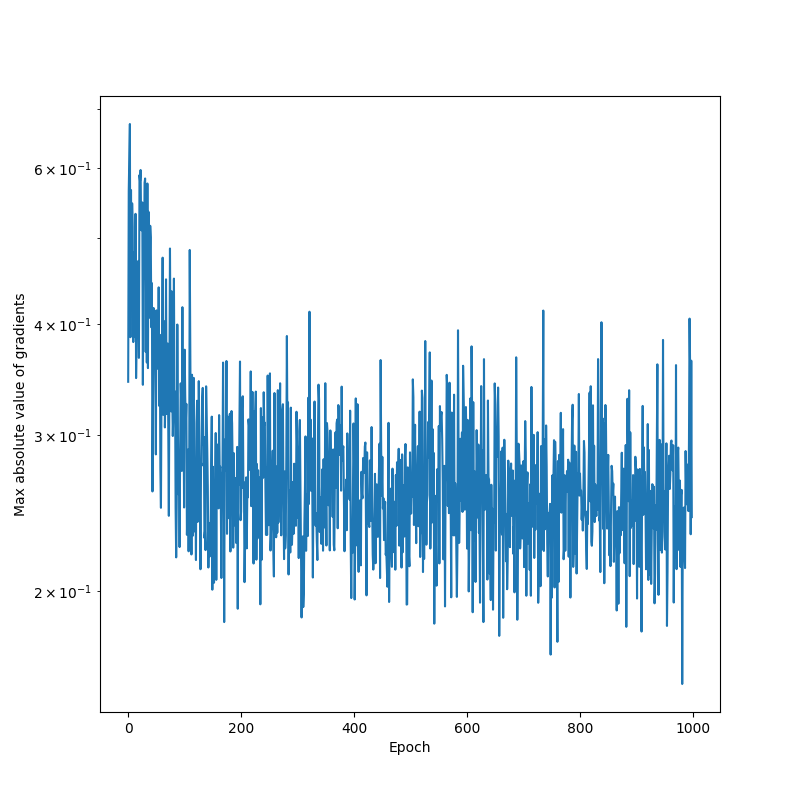 Max absolute value of gradients
6 × 10⁻¹
4 × 10⁻¹
3 × 10⁻¹
2 × 10⁻¹
0 200 400 600 800 1000
Epoch